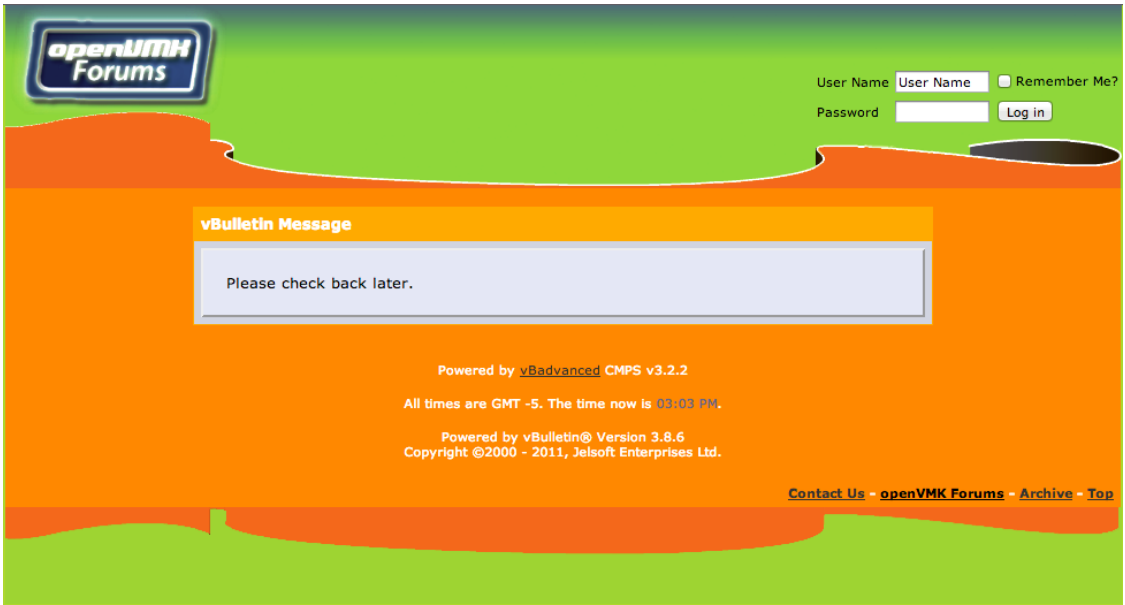 openVMK
Forums
User Name User Name Remember Me?
Password Log in
vBulletin Message
Please check back later.
Powered by vBadvanced CMPS v3.2.2
All times are GMT -5. The time now is 03:03 PM.
Powered by vBulletin® Version 3.8.6
Copyright ©2000 - 2011, Jelsoft Enterprises Ltd.
Contact Us - openVMK Forums - Archive - Top